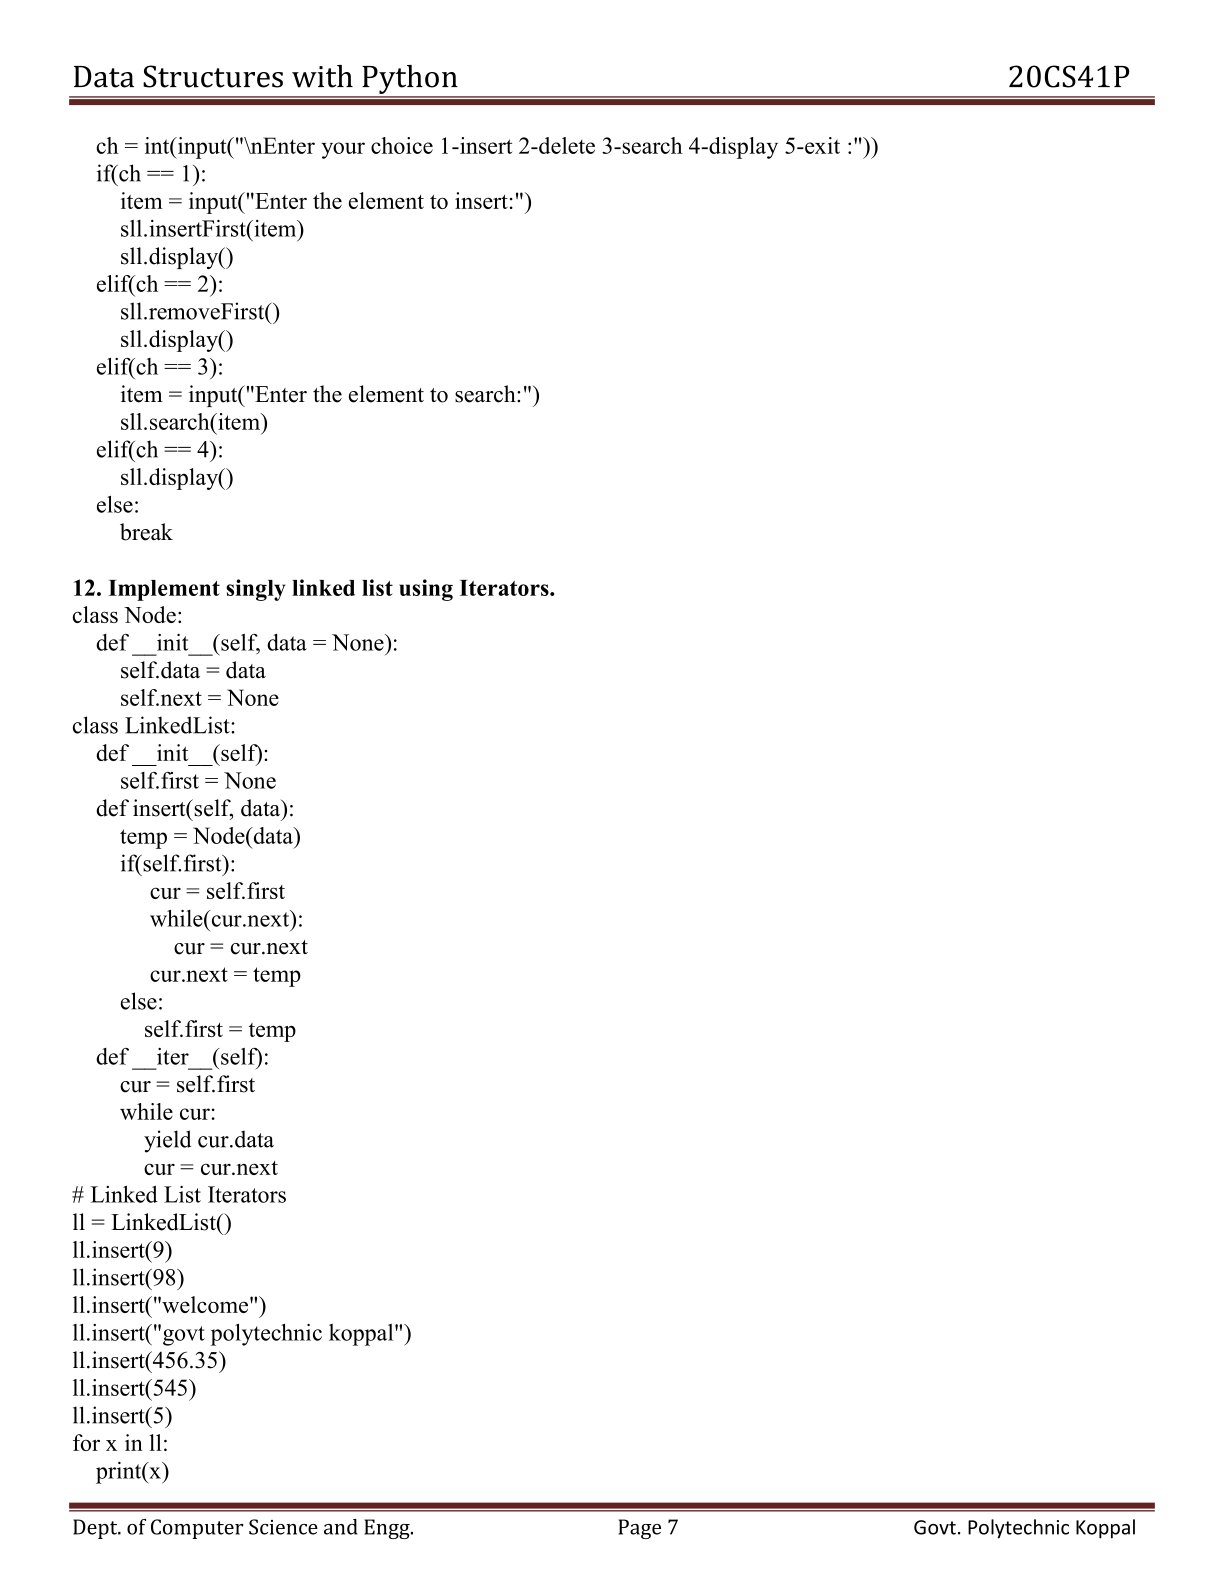 Data Structures with Python 20CS41P
ch = int(input("\nEnter your choice 1-insert 2-delete 3-search 4-display 5-exit :"))
if(ch == 1):
item = input("Enter the element to insert:")
sll.insertFirst(item)
sll.display()
elif(ch == 2):
sll.removeFirst()
sll.display()
elif(ch == 3):
item = input("Enter the element to search:")
sll.search(item)
elif(ch == 4):
sll.display()
else:
break
12. Implement singly linked list using Iterators.
class Node:
def __init__(self, data = None):
self.data = data
self.next = None
class LinkedList:
def __init__(self):
self.first = None
def insert(self, data):
temp = Node(data)
if(self.first):
cur = self.first
while(cur.next):
cur = cur.next
cur.next = temp
else:
self.first = temp
def __iter__(self):
cur = self.first
while cur:
yield cur.data
cur = cur.next
# Linked List Iterators
ll = LinkedList()
ll.insert(9)
ll.insert(98)
ll.insert("welcome")
ll.insert("govt polytechnic koppal")
ll.insert(456.35)
ll.insert(545)
ll.insert(5)
for x in ll:
print(x)
Dept. of Computer Science and Engg. Page 7 Govt. Polytechnic Koppal